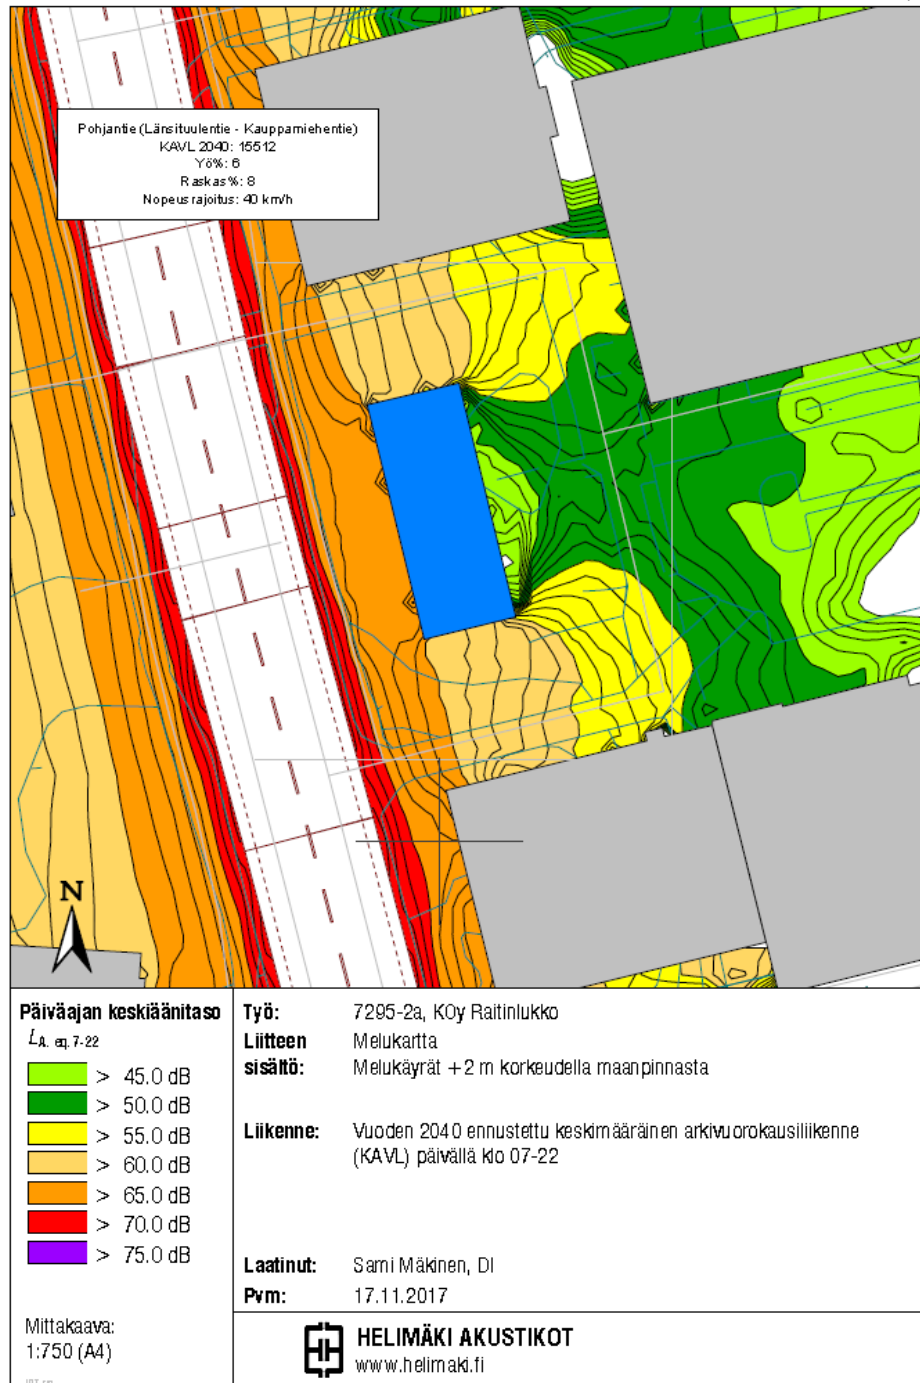 Pohjantie (Länsituulentie - Kauppamiehentie)
KAVL 2040: 15512
Yö%: 6
Raskas%: 8
Nopeusrajoitus: 40 km/h
N
Päiväajan keskiäänitaso
LA, eq, 7-22
> 45.0 dB
> 50.0 dB
> 55.0 dB
> 60.0 dB
> 65.0 dB
> 70.0 dB
> 75.0 dB
Mittakaava:
1:750 (A4)
Työ: 7295-2a, KOy Raitinlukko
Liitteen sisältö: Melukartta
Melukäyrät +2 m korkeudella maanpinnasta
Liikenne: Vuoden 2040 ennustettu keskimääräinen arkivuorokausiliikenne
(KAVL) päivällä klo 07-22
Laatinut: Sami Mäkinen, DI
Pvm: 17.11.2017
HELIMÄKI AKUSTIKOT
www.helimaki.fi